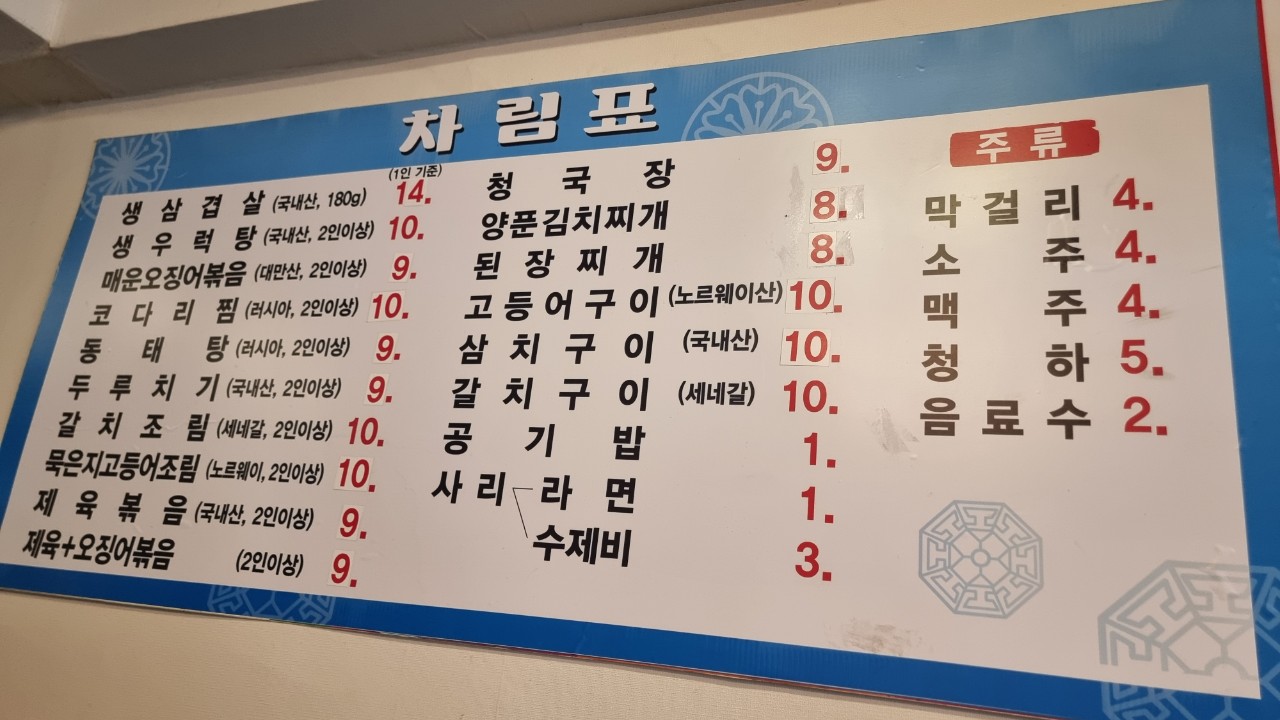 차림표
(1인 기준)
생삼겹살 (국내산, 180g) 14.
생우럭탕 (국내산, 2인이상) 10.
매운오징어볶음 (대만산, 2인이상) 9.
코다리찜 (러시아, 2인이상) 10.
동태탕 (러시아, 2인이상) 9.
두루치기 (국내산, 2인이상) 9.
갈치조림 (세네갈, 2인이상) 10.
묵은지고등어조림 (노르웨이, 2인이상) 10.
제육볶음 (국내산, 2인이상) 9.
제육+오징어볶음 (2인이상) 9.
청국장 9.
양푼김치찌개 8.
된장찌개 8.
고등어구이 (노르웨이산) 10.
삼치구이 (국내산) 10.
갈치구이 (세네갈) 10.
공기밥 1.
사리 라면 1.
수제비 3.
주류
막걸리 4.
소주 4.
맥주 4.
청하 5.
음료수 2.